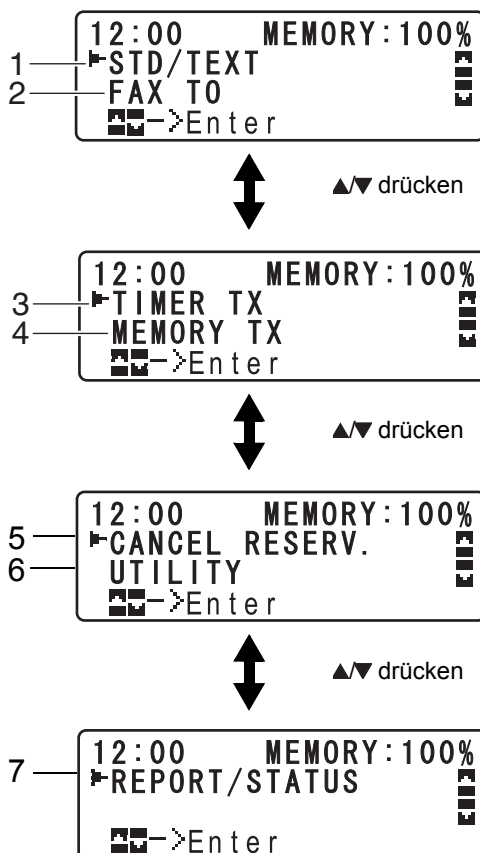 12:00 MEMORY:100%
1 STD/TEXT
2 FAX TO
->Enter
▲/▼ drücken
12:00 MEMORY:100%
3 TIMER TX
4 MEMORY TX
->Enter
▲/▼ drücken
12:00 MEMORY:100%
5 CANCEL RESERV.
6 UTILITY
->Enter
▲/▼ drücken
12:00 MEMORY:100%
7 REPORT/STATUS
->Enter